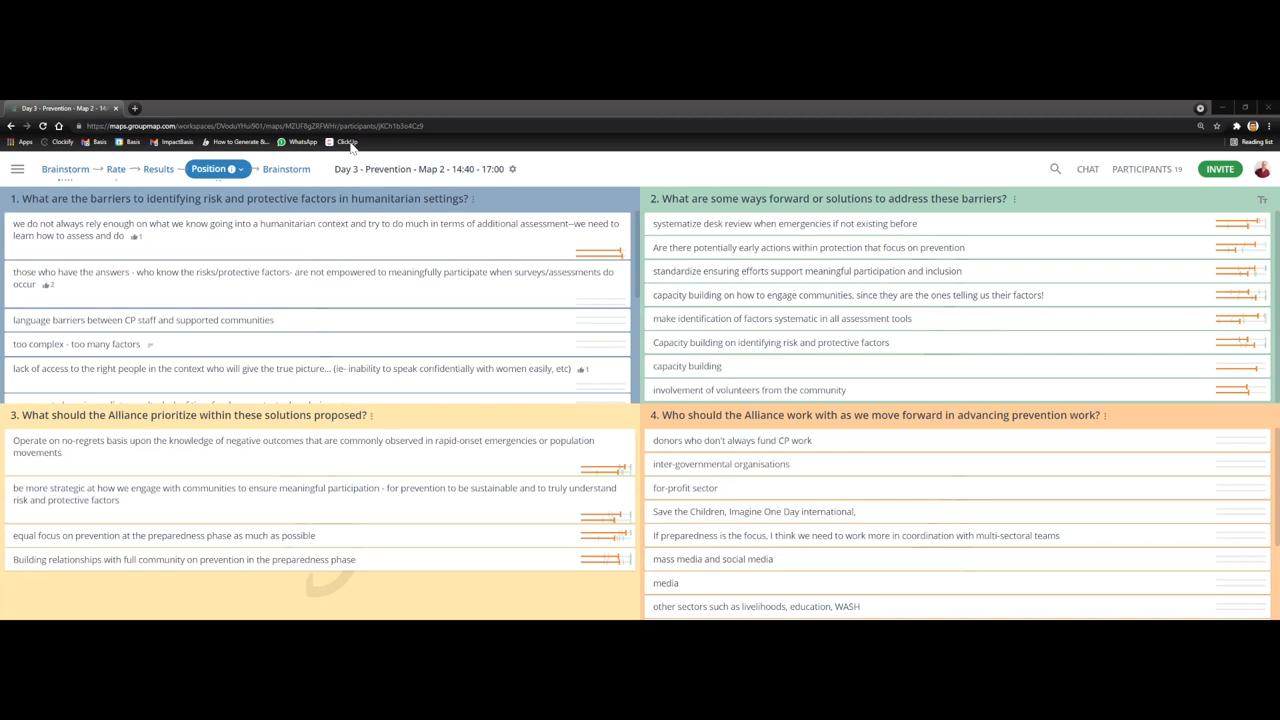 Day 3 - Prevention - Map 2 - 14:
https://maps.groupmap.com/workspaces/DVoduYHui901/maps/MZUF8gZRFWHr/participants/jKCh1b3o4Cz9
Apps Clockify Basis Basis ImpactBasis How to Generate &... WhatsApp ClickUp Reading list
Brainstorm Rate Results Position Brainstorm Day 3 - Prevention - Map 2 - 14:40 - 17:00 CHAT PARTICIPANTS 19 INVITE
1. What are the barriers to identifying risk and protective factors in humanitarian settings?
we do not always rely enough on what we know going into a humanitarian context and try to do much in terms of additional assessment--we need to
learn how to assess and do 1
those who have the answers - who know the risks/protective factors- are not empowered to meaningfully participate when surveys/assessments do
occur 2
language barriers between CP staff and supported communities
too complex - too many factors
lack of access to the right people in the context who will give the true picture... (ie- inability to speak confidentially with women easily, etc) 1
2. What are some ways forward or solutions to address these barriers?
Tr
systematize desk review when emergencies if not existing before
Are there potentially early actions within protection that focus on prevention
standardize ensuring efforts support meaningful participation and inclusion
capacity building on how to engage communities, since they are the ones telling us their factors!
make identification of factors systematic in all assessment tools
Capacity building on identifying risk and protective factors
capacity building
involvement of volunteers from the community
3. What should the Alliance prioritize within these solutions proposed?
Operate on no-regrets basis upon the knowledge of negative outcomes that are commonly observed in rapid-onset emergencies or population
movements
be more strategic at how we engage with communities to ensure meaningful participation - for prevention to be sustainable and to truly understand
risk and protective factors
equal focus on prevention at the preparedness phase as much as possible
Building relationships with full community on prevention in the preparedness phase
4. Who should the Alliance work with as we move forward in advancing prevention work?
donors who don't always fund CP work
inter-governmental organisations
for-profit sector
Save the Children, Imagine One Day international,
If preparedness is the focus, I think we need to work more in coordination with multi-sectoral teams
mass media and social media
media
other sectors such as livelihoods, education, WASH